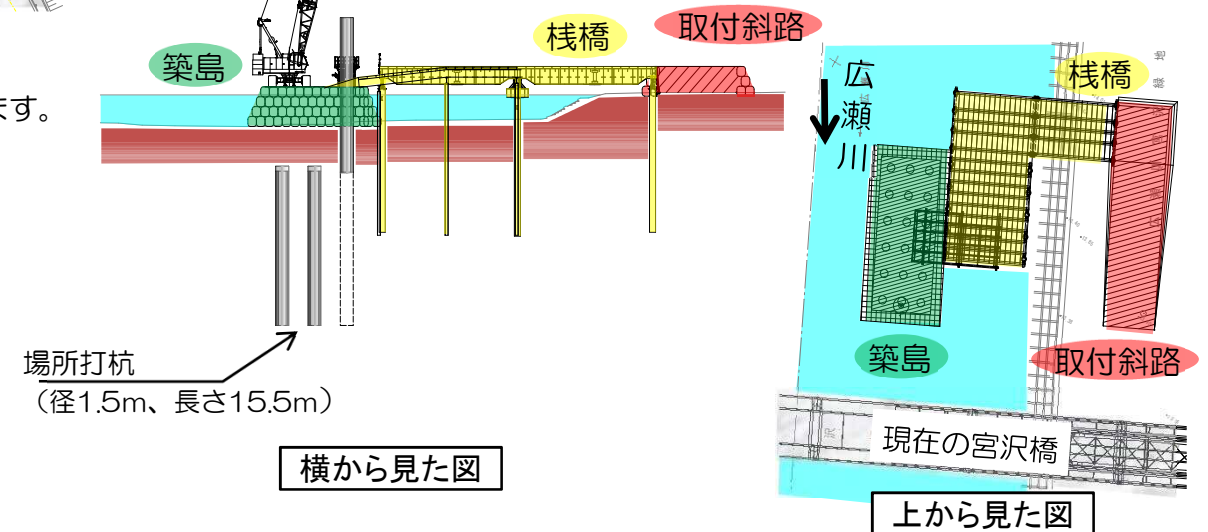 築島
桟橋
取付斜路
ます。
場所打杭
(径1.5m、長さ15.5m)
横から見た図
広瀬川
桟橋
築島
取付斜路
現在の宮沢橋
上から見た図